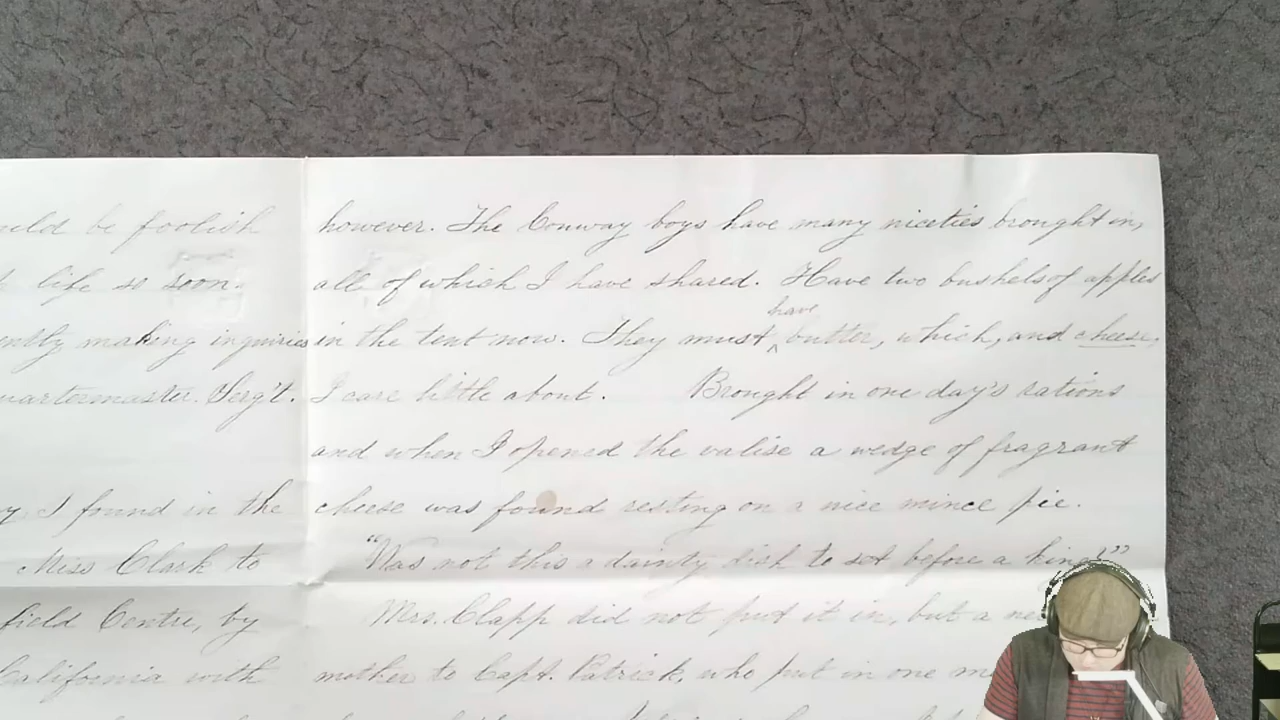 uld be foolish
life so soon.
ently making inquiries
uartermaster. Serg't.
y I found in the
Miss Clark to
field Centre, by
California with
however. The Conway boys have many niceties brought in,
all of which I have shared. Have two bushels of apples
have
in the tent now. They must ^ butter, which, and cheese,
I care little about. Brought in one day's rations
and when I opened the valise a wedge of fragrant
cheese was found resting on a nice mince pie.
"Was not this a dainty dish to set before a king?"
Mrs. Clapp did not put it in, but a ne
mother to Capt. Patrick, who put in one m